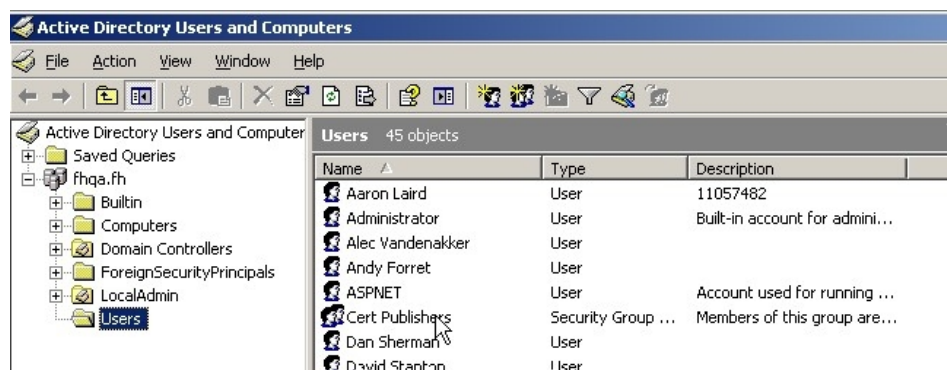 Active Directory Users and Computers
File Action View Window Help
Active Directory Users and Computer
Saved Queries
fhqa.fh
Builtin
Computers
Domain Controllers
ForeignSecurityPrincipals
LocalAdmin
Users
Users 45 objects
Name Type Description
Aaron Laird User 11057482
Administrator User Built-in account for admini...
Alec Vandenakker User
Andy Forret User
ASPNET User Account used for running ...
Cert Publishers Security Group ... Members of this group are...
Dan Sherman User
David Stanton User